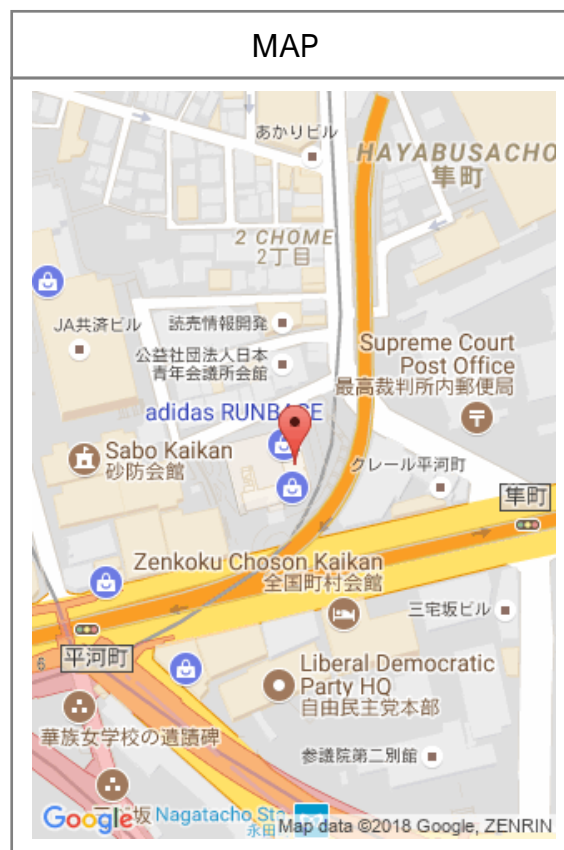 MAP
あかりビル
HAYABUSACHO
隼町
2 CHOME
2丁目
JA共済ビル
読売情報開発
公益社団法人日本
青年会議所会館
Supreme Court
Post Office
最高裁判所内郵便局
adidas RUNBASE
Sabo Kaikan
砂防会館
クレール平河町
隼町
Zenkoku Choson Kaikan
全国町村会館
三宅坂ビル
平河町
6
Liberal Democratic
Party HQ
自由民主党本部
華族女学校の遺蹟碑
参議院第二別館
坂
Nagatacho Sta.
永田
Google
Map data ©2018 Google, ZENRIN